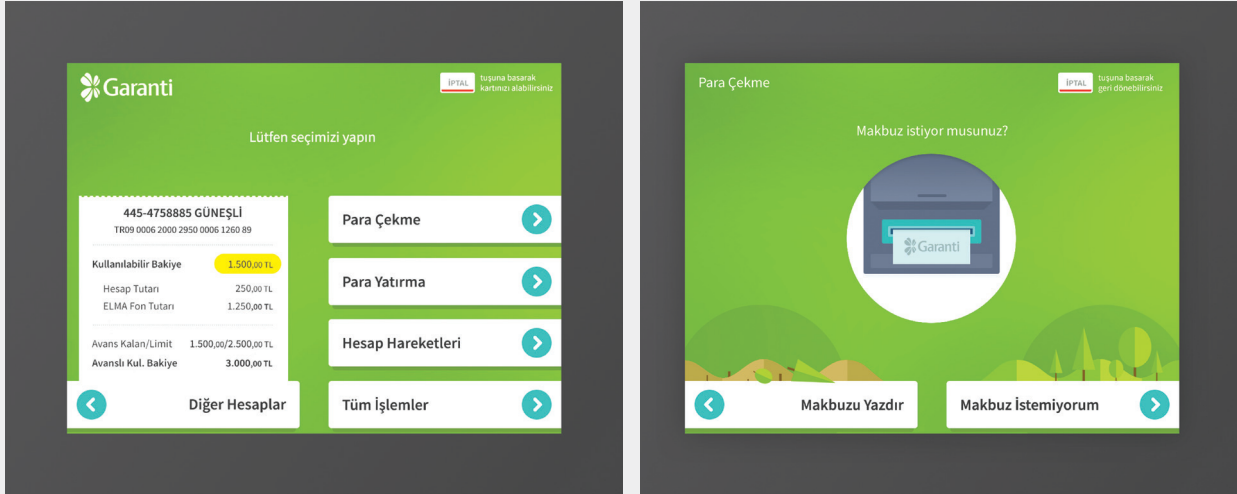 Garanti
İPTAL
tuşuna basarak
kartınızı alabilirsiniz
Lütfen seçimizi yapın
445-4758885 GÜNEŞLİ
TR09 0006 2000 2950 0006 1260 89
Kullanılabilir Bakiye 1.500,00 TL
Hesap Tutarı 250,00 TL
ELMA Fon Tutarı 1.250,00 TL
Avans Kalan/Limit 1.500,00/2.500,00 TL
Avanslı Kul. Bakiye 3.000,00 TL
Diğer Hesaplar
Para Çekme
Para Yatırma
Hesap Hareketleri
Tüm İşlemler
Para Çekme
İPTAL
tuşuna basarak
geri dönebilirsiniz
Makbuz istiyor musunuz?
Garanti
Makbuzu Yazdır
Makbuz İstemiyorum